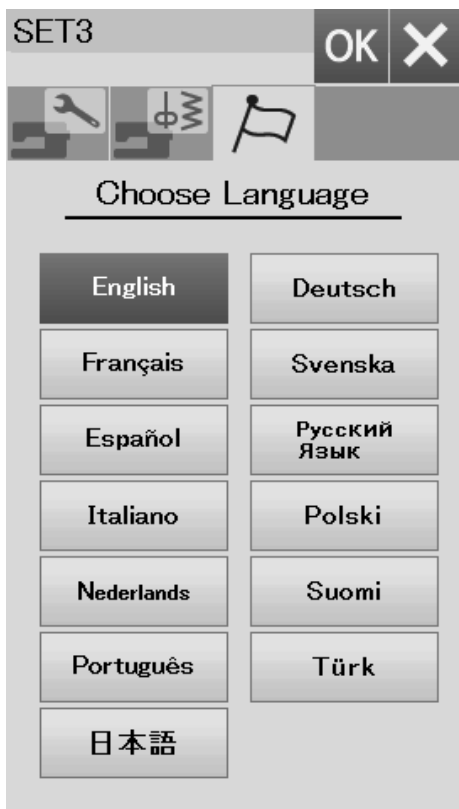 SET3
OK
Choose Language
English
Deutsch
Français
Svenska
Español
Русский
Язык
Italiano
Polski
Nederlands
Suomi
Português
Türk
日本語